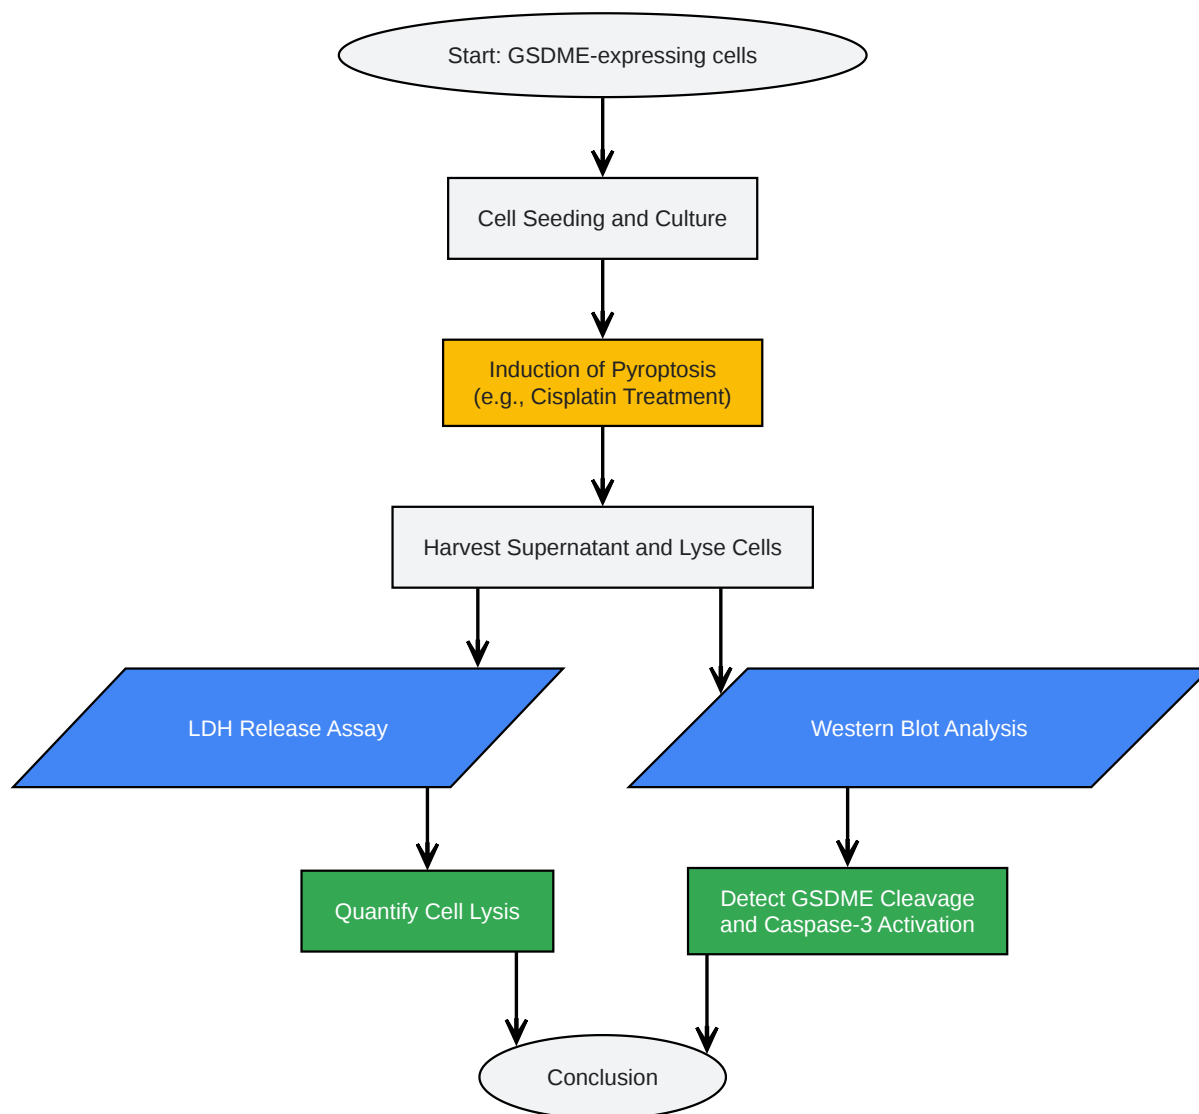 Start: GSDME-expressing cells
Cell Seeding and Culture
Induction of Pyroptosis
(e.g., Cisplatin Treatment)
Harvest Supernatant and Lyse Cells
LDH Release Assay
Western Blot Analysis
Quantify Cell Lysis
Detect GSDME Cleavage
and Caspase-3 Activation
Conclusion